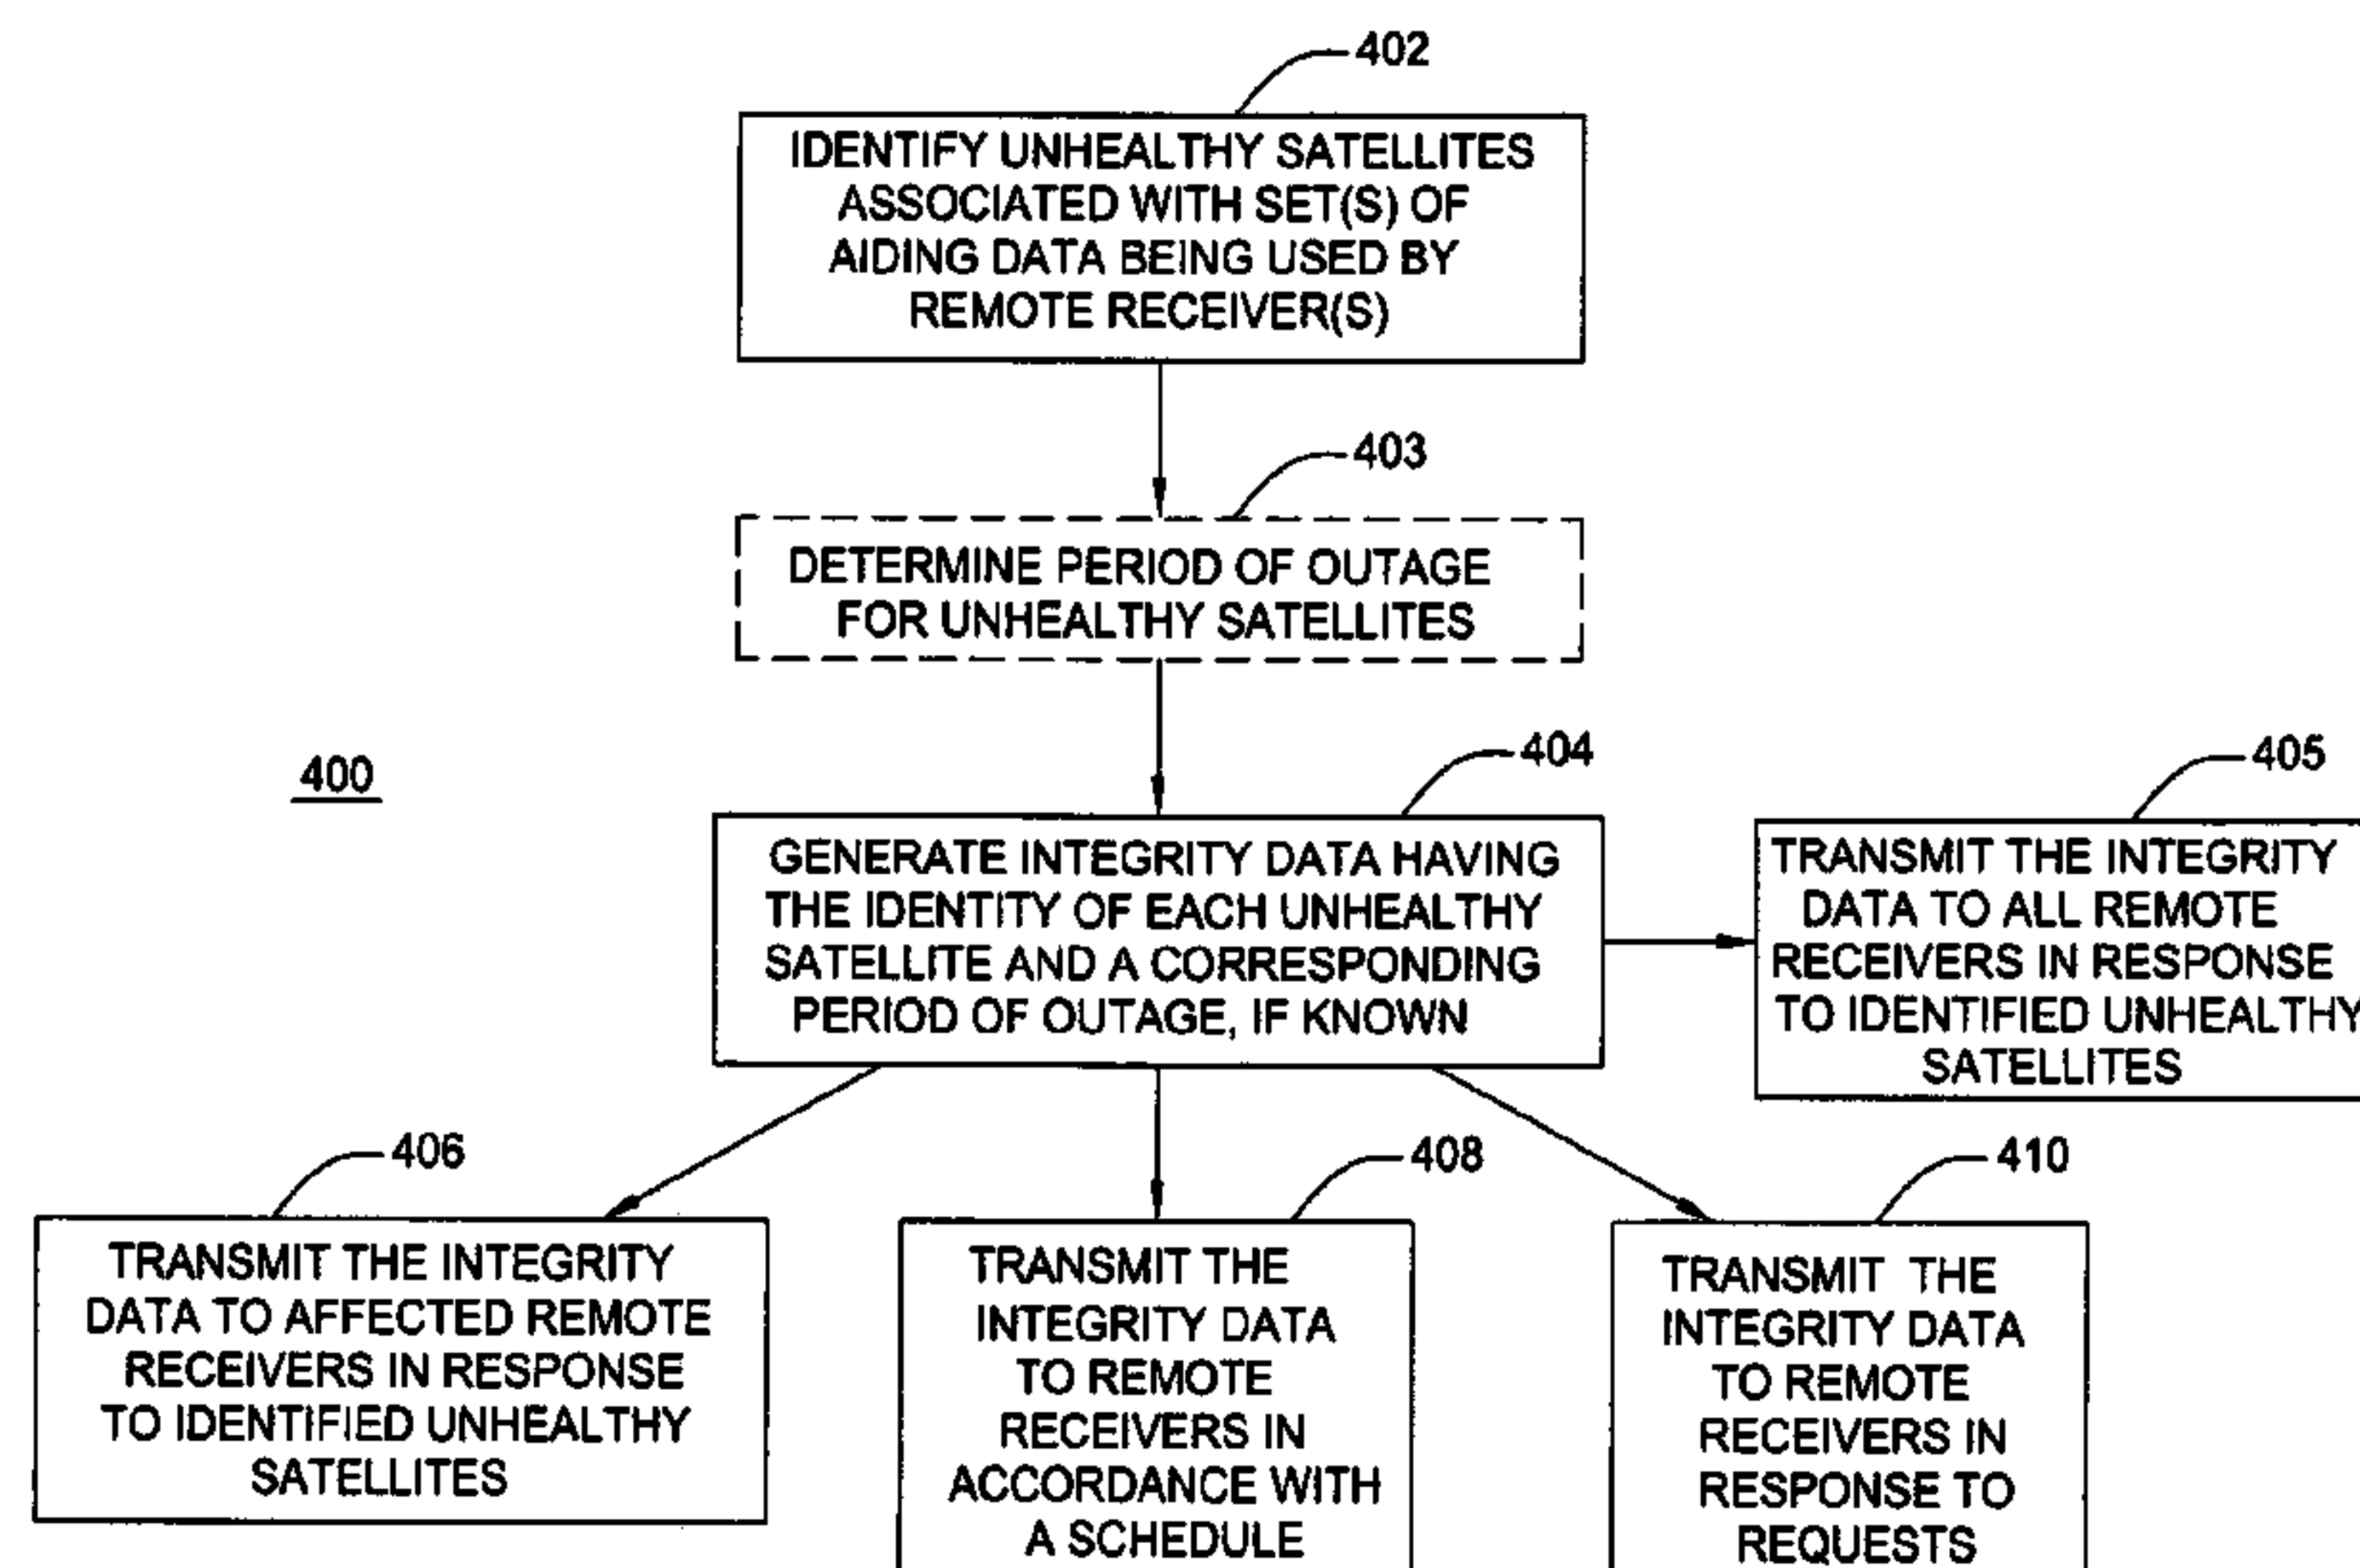 402
IDENTIFY UNHEALTHY SATELLITES
ASSOCIATED WITH SET(S) OF
AIDING DATA BEING USED BY
REMOTE RECEIVER(S)
403
DETERMINE PERIOD OF OUTAGE
FOR UNHEALTHY SATELLITES
400
404
GENERATE INTEGRITY DATA HAVING
THE IDENTITY OF EACH UNHEALTHY
SATELLITE AND A CORRESPONDING
PERIOD OF OUTAGE, IF KNOWN
405
TRANSMIT THE INTEGRITY
DATA TO ALL REMOTE
RECEIVERS IN RESPONSE
TO IDENTIFIED UNHEALTHY
SATELLITES
406
TRANSMIT THE INTEGRITY
DATA TO AFFECTED REMOTE
RECEIVERS IN RESPONSE
TO IDENTIFIED UNHEALTHY
SATELLITES
408
TRANSMIT THE
INTEGRITY DATA
TO REMOTE
RECEIVERS IN
ACCORDANCE WITH
A SCHEDULE
410
TRANSMIT THE
INTEGRITY DATA
TO REMOTE
RECEIVERS IN
RESPONSE TO
REQUESTS